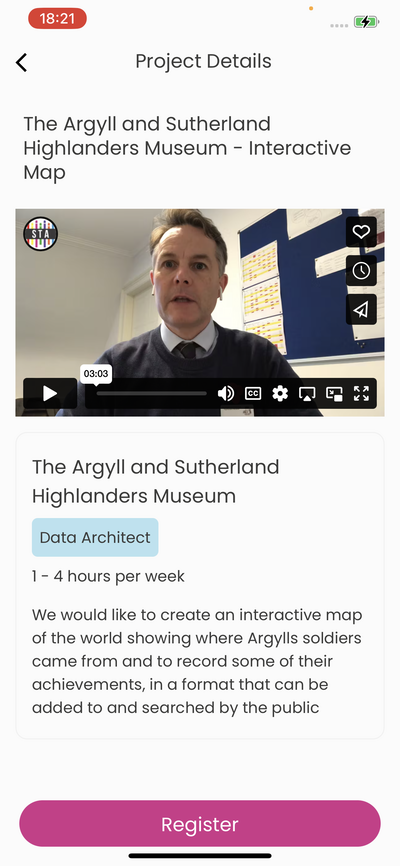 18:21
Project Details
The Argyll and Sutherland
Highlanders Museum - Interactive
Map
STA
03:03
CC
The Argyll and Sutherland
Highlanders Museum
Data Architect
1 - 4 hours per week
We would like to create an interactive map
of the world showing where Argylls soldiers
came from and to record some of their
achievements, in a format that can be
added to and searched by the public
Register